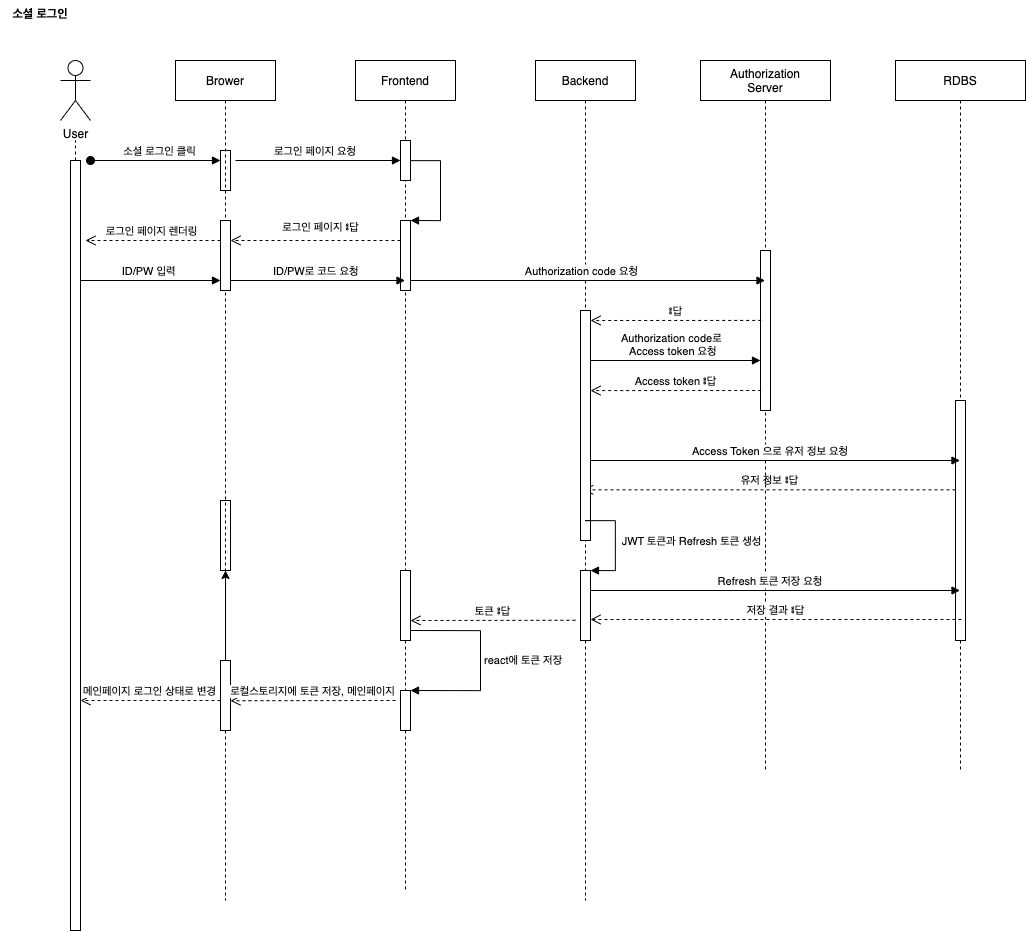 소셜 로그인
Brower
Frontend
Backend
Authorization
Server
RDBS
User
소셜 로그인 클릭
로그인 페이지 요청
로그인 페이지 렌더링
로그인 페이지 응답
ID/PW 입력
ID/PW로 코드 요청
Authorization code 요청
응답
Authorization code로
Access token 요청
Access token 응답
Access Token 으로 유저 정보 요청
유저 정보 응답
JWT 토큰과 Refresh 토큰 생성
Refresh 토큰 저장 요청
토큰 응답
저장 결과 응답
react에 토큰 저장
메인페이지 로그인 상태로 변경
로컬스토리지에 토큰 저장, 메인페이지